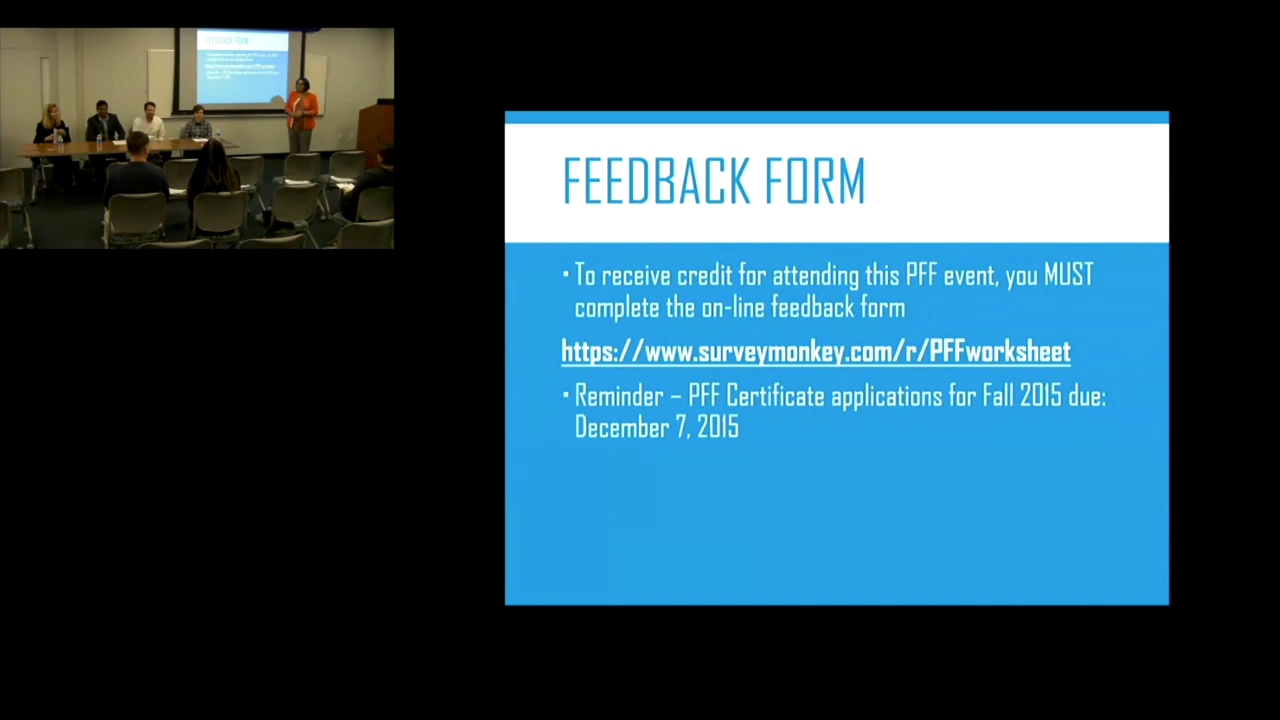 FEEDBACK FORM
▪ To receive credit for attending this PFF event, you MUST
complete the on-line feedback form
https://www.surveymonkey.com/r/PFFworksheet
▪ Reminder – PFF Certificate applications for Fall 2015 due:
December 7, 2015